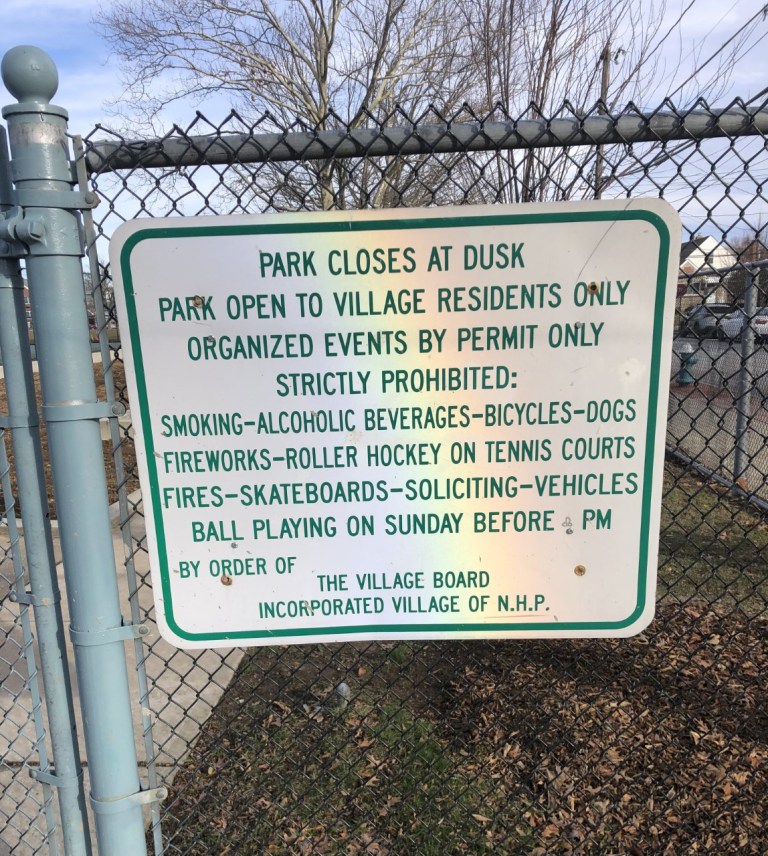 PARK CLOSES AT DUSK
PARK OPEN TO VILLAGE RESIDENTS ONLY
ORGANIZED EVENTS BY PERMIT ONLY
STRICTLY PROHIBITED:
SMOKING-ALCOHOLIC BEVERAGES-BICYCLES-DOGS
FIREWORKS-ROLLER HOCKEY ON TENNIS COURTS
FIRES-SKATEBOARDS-SOLICITING-VEHICLES
BALL PLAYING ON SUNDAY BEFORE PM
BY ORDER OF
THE VILLAGE BOARD
INCORPORATED VILLAGE OF N.H.P.